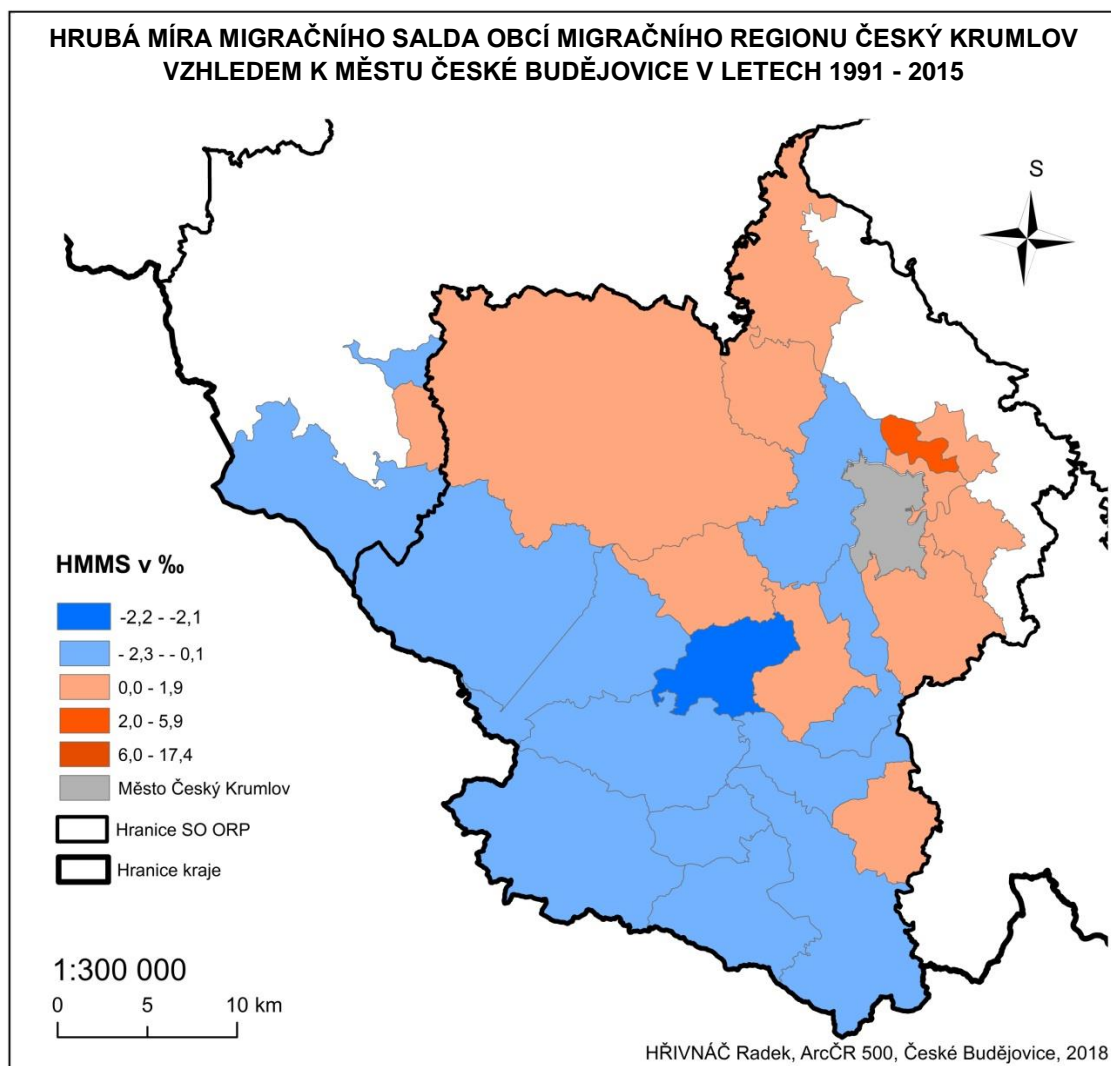 HRUBÁ MÍRA MIGRAČNÍHO SALDA OBCÍ MIGRAČNÍHO REGIONU ČESKÝ KRUMLOV
VZHLEDEM K MĚSTU ČESKÉ BUDĚJOVICE V LETECH 1991 - 2015
S
HMMS v ‰
-2,2 - -2,1
- 2,3 - - 0,1
0,0 - 1,9
2,0 - 5,9
6,0 - 17,4
Město Český Krumlov
Hranice SO ORP
Hranice kraje
1:300 000
0 5 10 km
HŘIVNÁČ Radek, ArcČR 500, České Budějovice, 2018